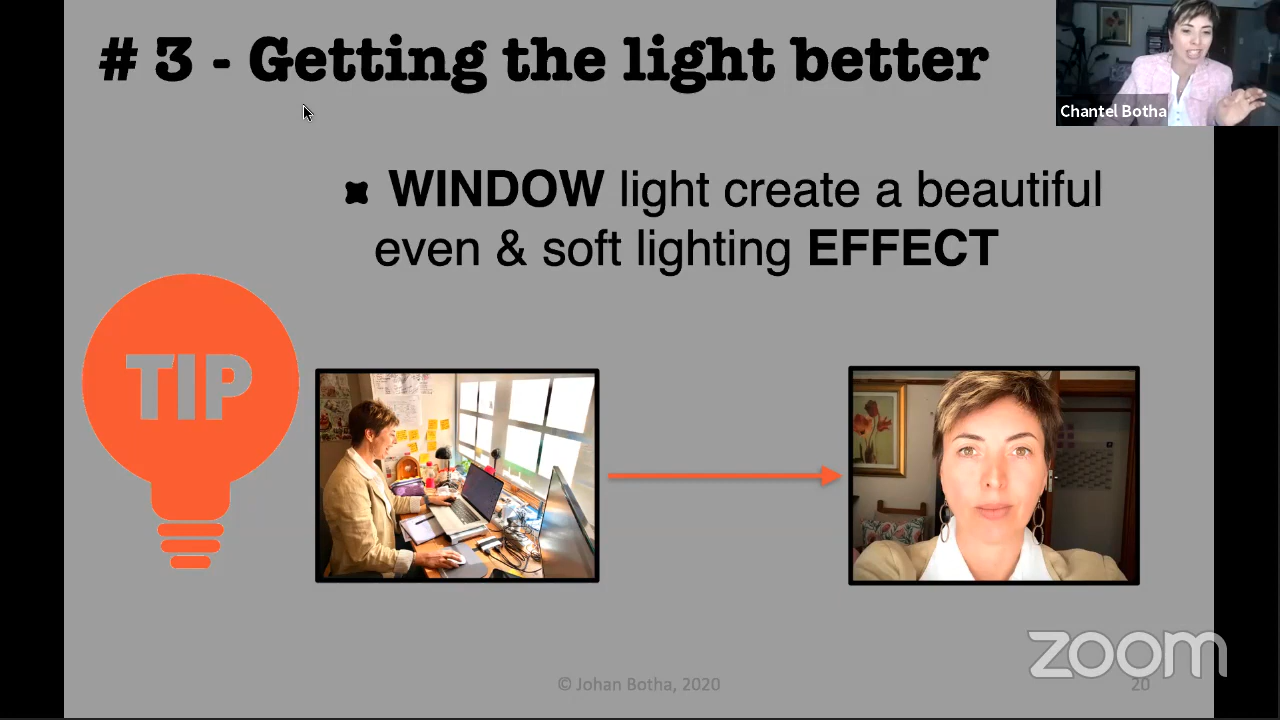 # 3 - Getting the light better
Chantel Botha
WINDOW light create a beautiful
even & soft lighting EFFECT
TIP
zoom
© Johan Botha, 2020
20